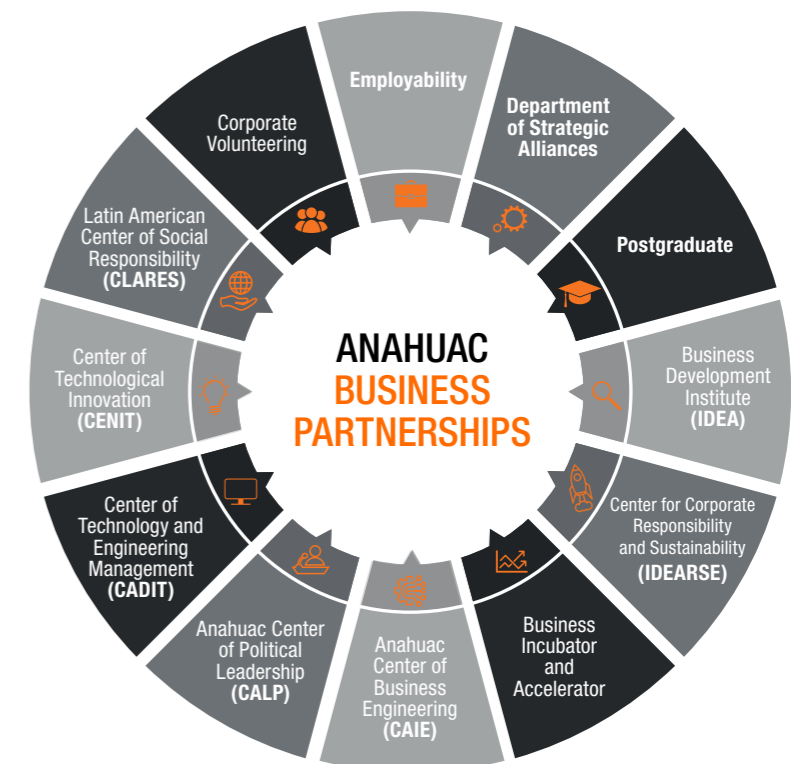 Employability
Department
of Strategic
Alliances
Postgraduate
Business
Development
Institute
(IDEA)
Center for Corporate
Responsibility
and Sustainability
(IDEARSE)
Business
Incubator
and
Accelerator
Anahuac
Center of
Business
Engineering
(CAIE)
Anahuac Center
of Political
Leadership
(CALP)
Center of
Technology and
Engineering
Management
(CADIT)
Center of
Technological
Innovation
(CENIT)
Latin American
Center of Social
Responsibility
(CLARES)
Corporate
Volunteering
ANAHUAC
BUSINESS
PARTNERSHIPS